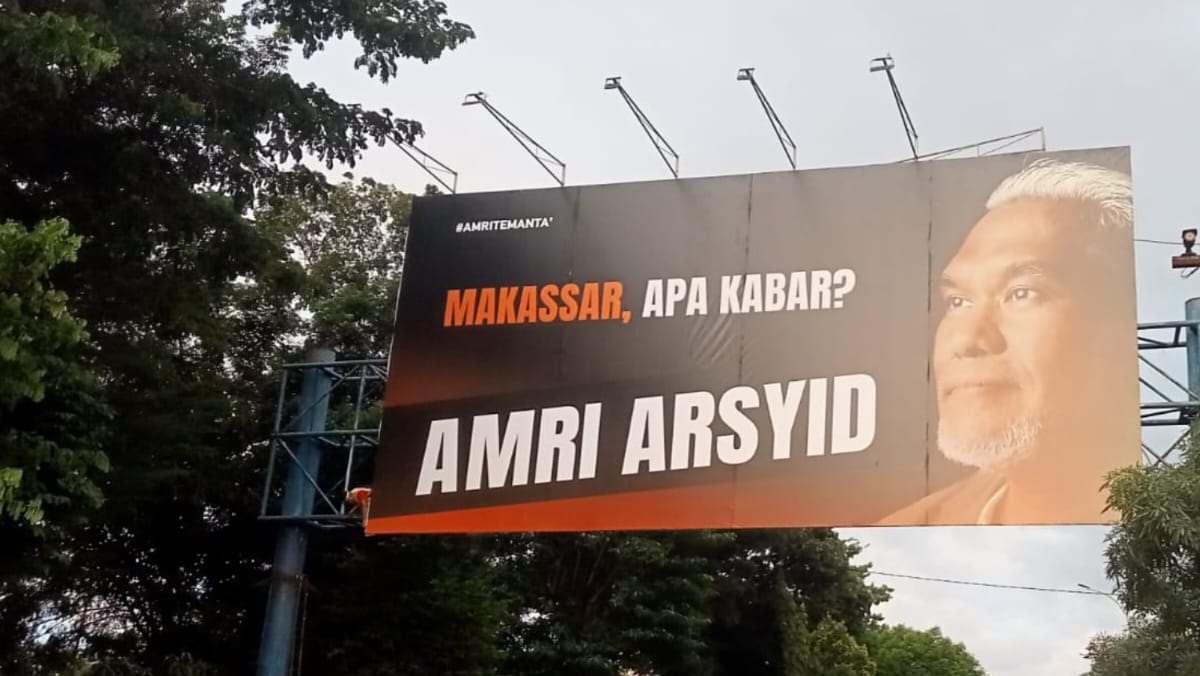 #AMRITEMANTA'
MAKASSAR, APA KABAR?
AMRI ARSYID